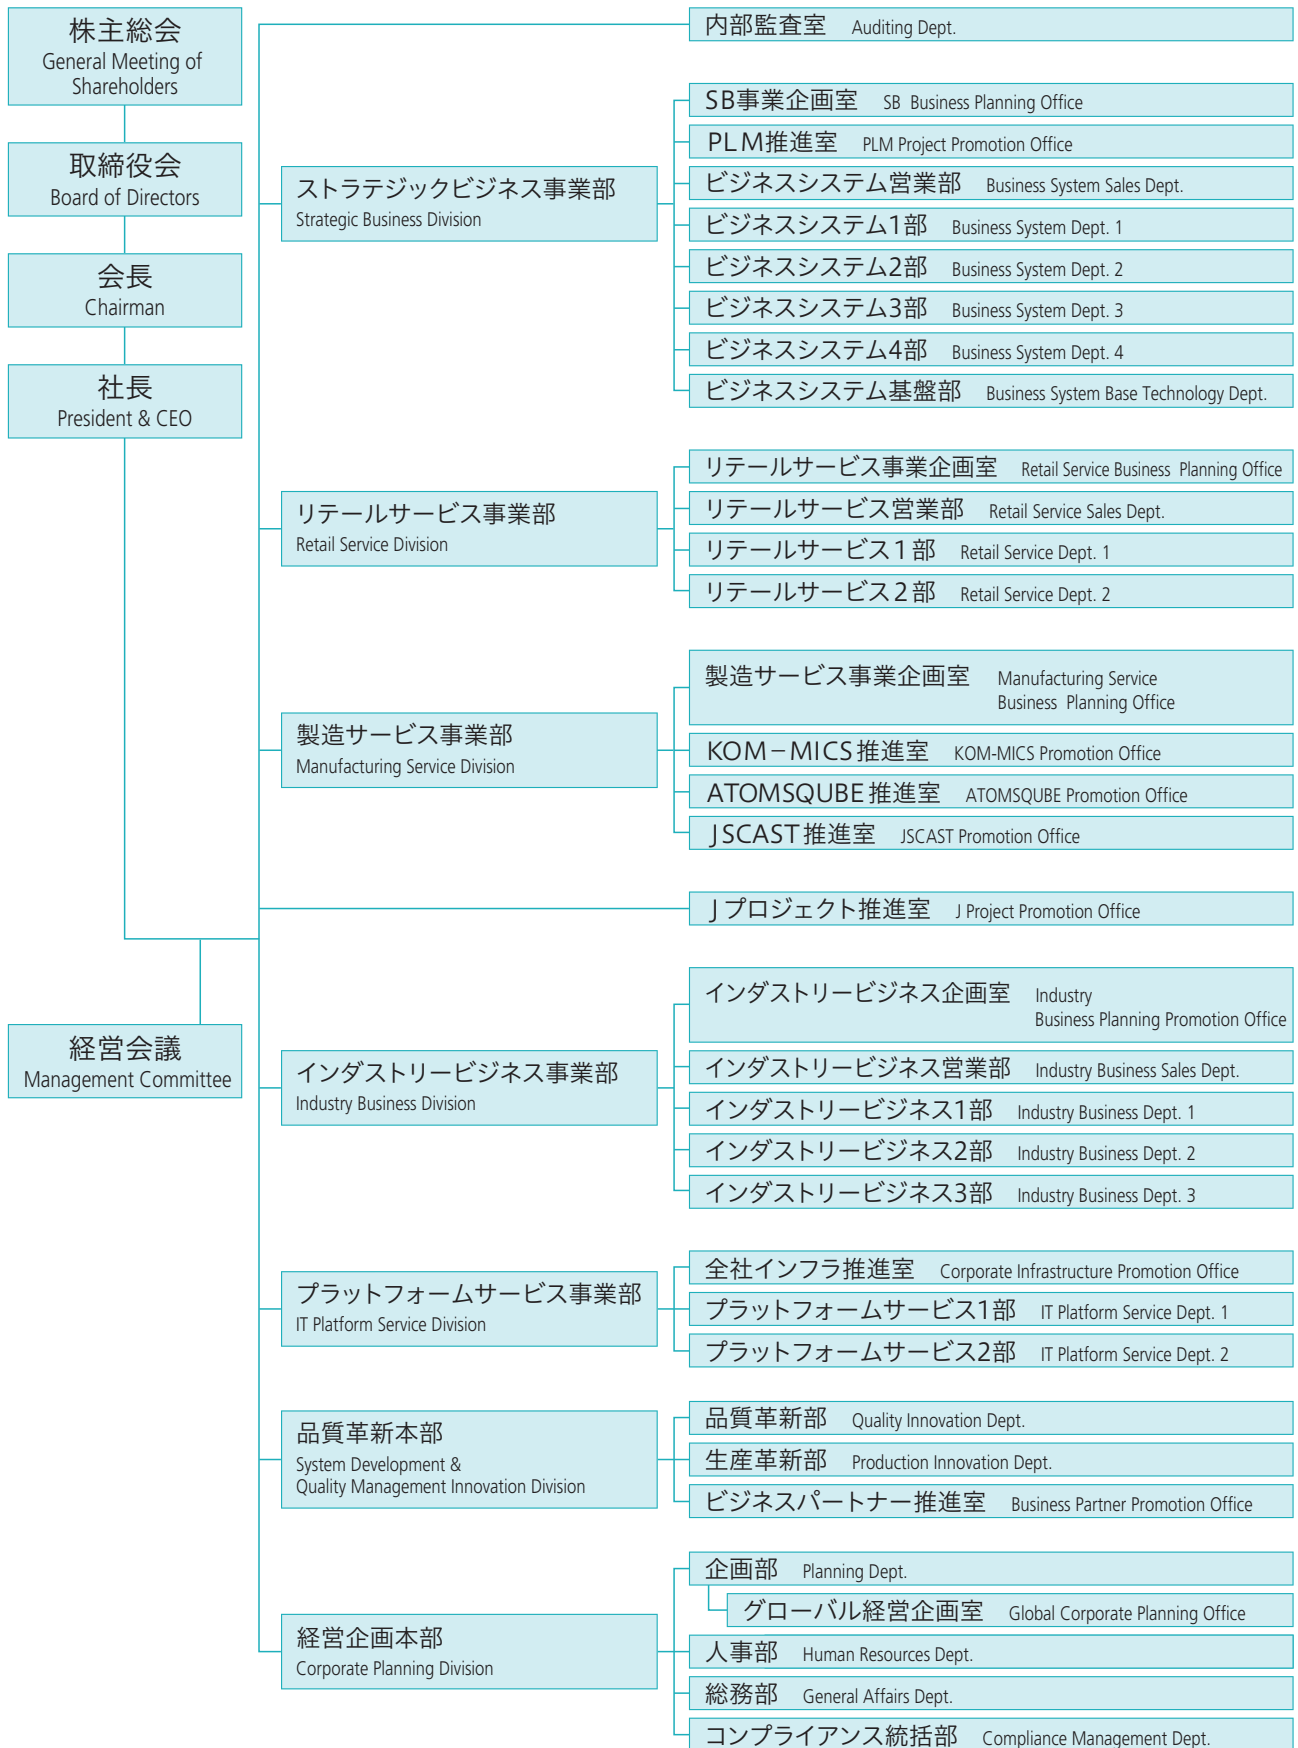 株主総会
General Meeting of
Shareholders
取締役会
Board of Directors
会長
Chairman
社長
President & CEO
経営会議
Management Committee
内部監査室 Auditing Dept.
ストラテジックビジネス事業部
Strategic Business Division
SB事業企画室 SB Business Planning Office
PLM推進室 PLM Project Promotion Office
ビジネスシステム営業部 Business System Sales Dept.
ビジネスシステム1部 Business System Dept. 1
ビジネスシステム2部 Business System Dept. 2
ビジネスシステム3部 Business System Dept. 3
ビジネスシステム4部 Business System Dept. 4
ビジネスシステム基盤部 Business System Base Technology Dept.
リテールサービス事業部
Retail Service Division
リテールサービス事業企画室 Retail Service Business Planning Office
リテールサービス営業部 Retail Service Sales Dept.
リテールサービス1部 Retail Service Dept. 1
リテールサービス2部 Retail Service Dept. 2
製造サービス事業部
Manufacturing Service Division
製造サービス事業企画室 Manufacturing Service
Business Planning Office
KOM−MICS推進室 KOM-MICS Promotion Office
ATOMSQUBE推進室 ATOMSQUBE Promotion Office
JSCAST推進室 JSCAST Promotion Office
Jプロジェクト推進室 J Project Promotion Office
インダストリービジネス事業部
Industry Business Division
インダストリービジネス企画室 Industry
Business Planning Promotion Office
インダストリービジネス営業部 Industry Business Sales Dept.
インダストリービジネス1部 Industry Business Dept. 1
インダストリービジネス2部 Industry Business Dept. 2
インダストリービジネス3部 Industry Business Dept. 3
プラットフォームサービス事業部
IT Platform Service Division
全社インフラ推進室 Corporate Infrastructure Promotion Office
プラットフォームサービス1部 IT Platform Service Dept. 1
プラットフォームサービス2部 IT Platform Service Dept. 2
品質革新本部
System Development &
Quality Management Innovation Division
品質革新部 Quality Innovation Dept.
生産革新部 Production Innovation Dept.
ビジネスパートナー推進室 Business Partner Promotion Office
経営企画本部
Corporate Planning Division
企画部 Planning Dept.
グローバル経営企画室 Global Corporate Planning Office
人事部 Human Resources Dept.
総務部 General Affairs Dept.
コンプライアンス統括部 Compliance Management Dept.